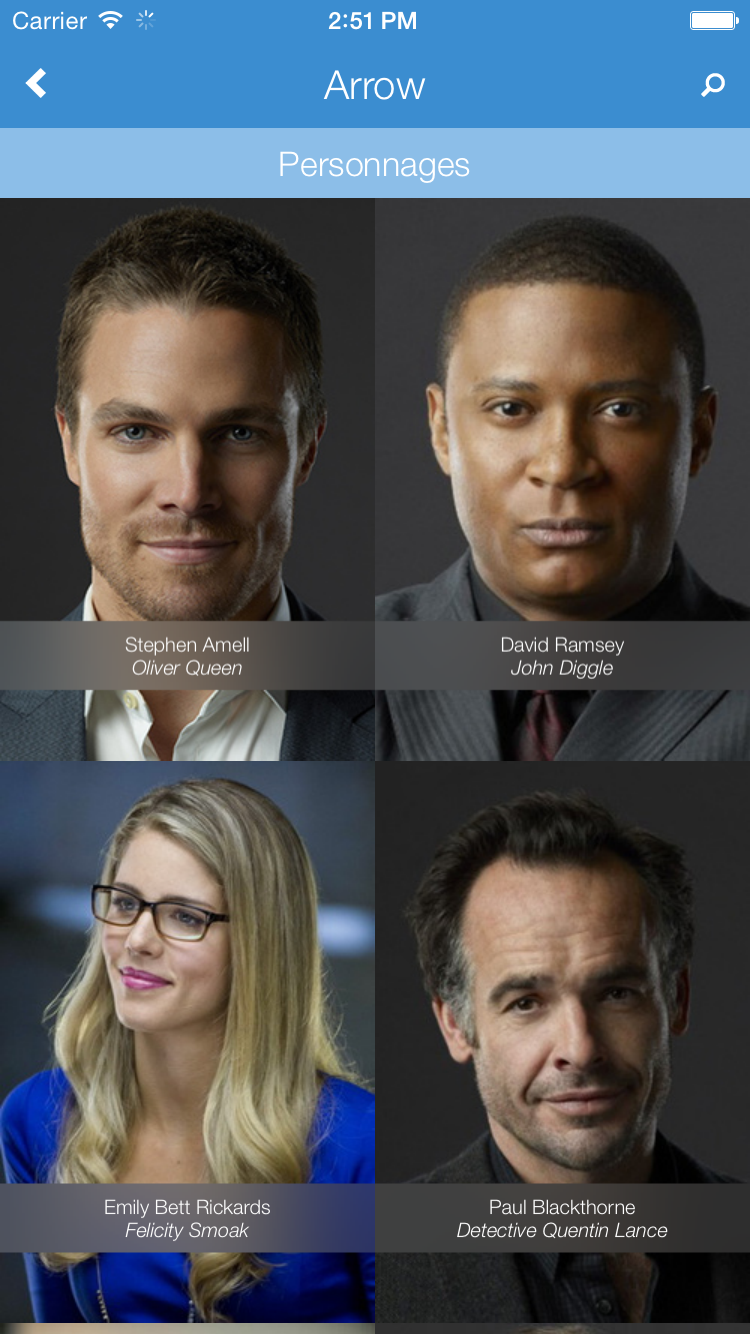 Carrier 2:51 PM
Arrow
Personnages
Stephen Amell
Oliver Queen
David Ramsey
John Diggle
Emily Bett Rickards
Felicity Smoak
Paul Blackthorne
Detective Quentin Lance